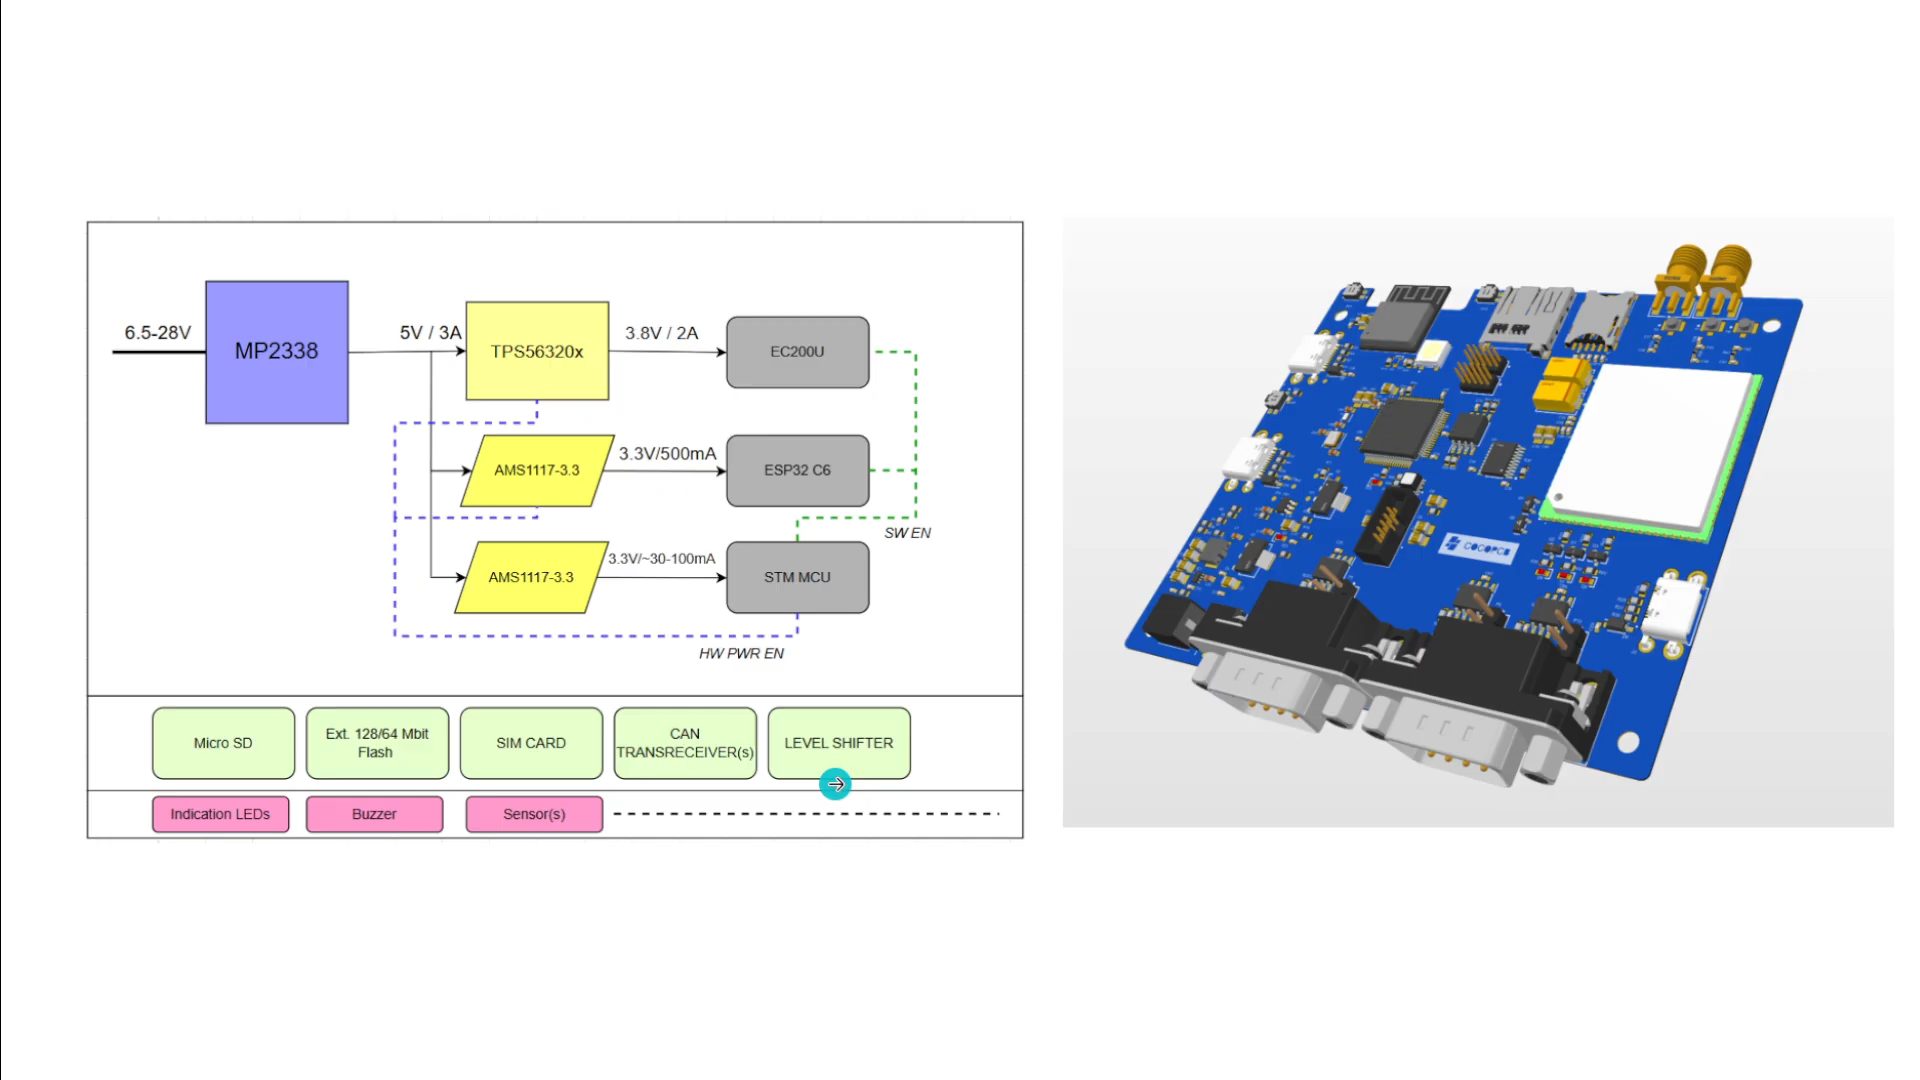 6.5-28V
MP2338
5V / 3A
TPS56320x
3.8V / 2A
EC200U
AMS1117-3.3
3.3V/500mA
ESP32 C6
SW EN
AMS1117-3.3
3.3V/~30-100mA
STM MCU
HW PWR EN
Micro SD
Ext. 128/64 Mbit
Flash
SIM CARD
CAN
TRANSRECEIVER(s)
LEVEL SHIFTER
Indication LEDs
Buzzer
Sensor(s)
COCOPCB